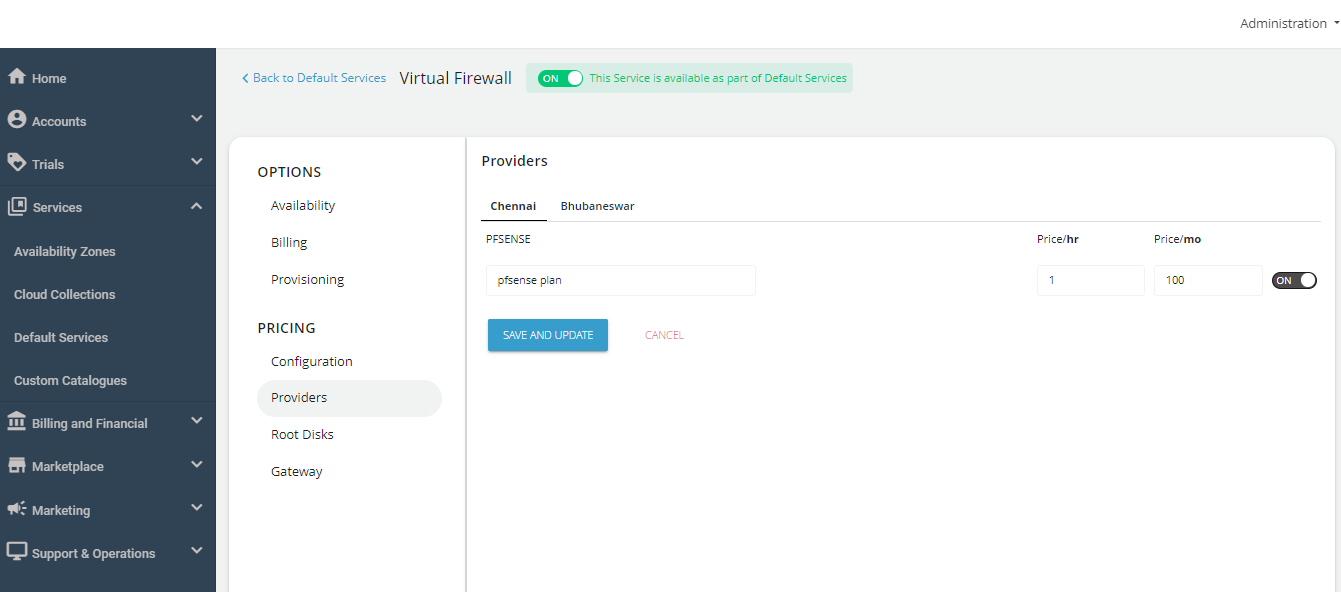 Administration
Home
Accounts
Trials
Services
Availability Zones
Cloud Collections
Default Services
Custom Catalogues
Billing and Financial
Marketplace
Marketing
Support & Operations
Back to Default Services Virtual Firewall ON This Service is available as part of Default Services
OPTIONS
Availability
Billing
Provisioning
PRICING
Configuration
Providers
Root Disks
Gateway
Providers
Chennai Bhubaneswar
PFSENSE Price/hr Price/mo
pfsense plan 1 100 ON
SAVE AND UPDATE CANCEL